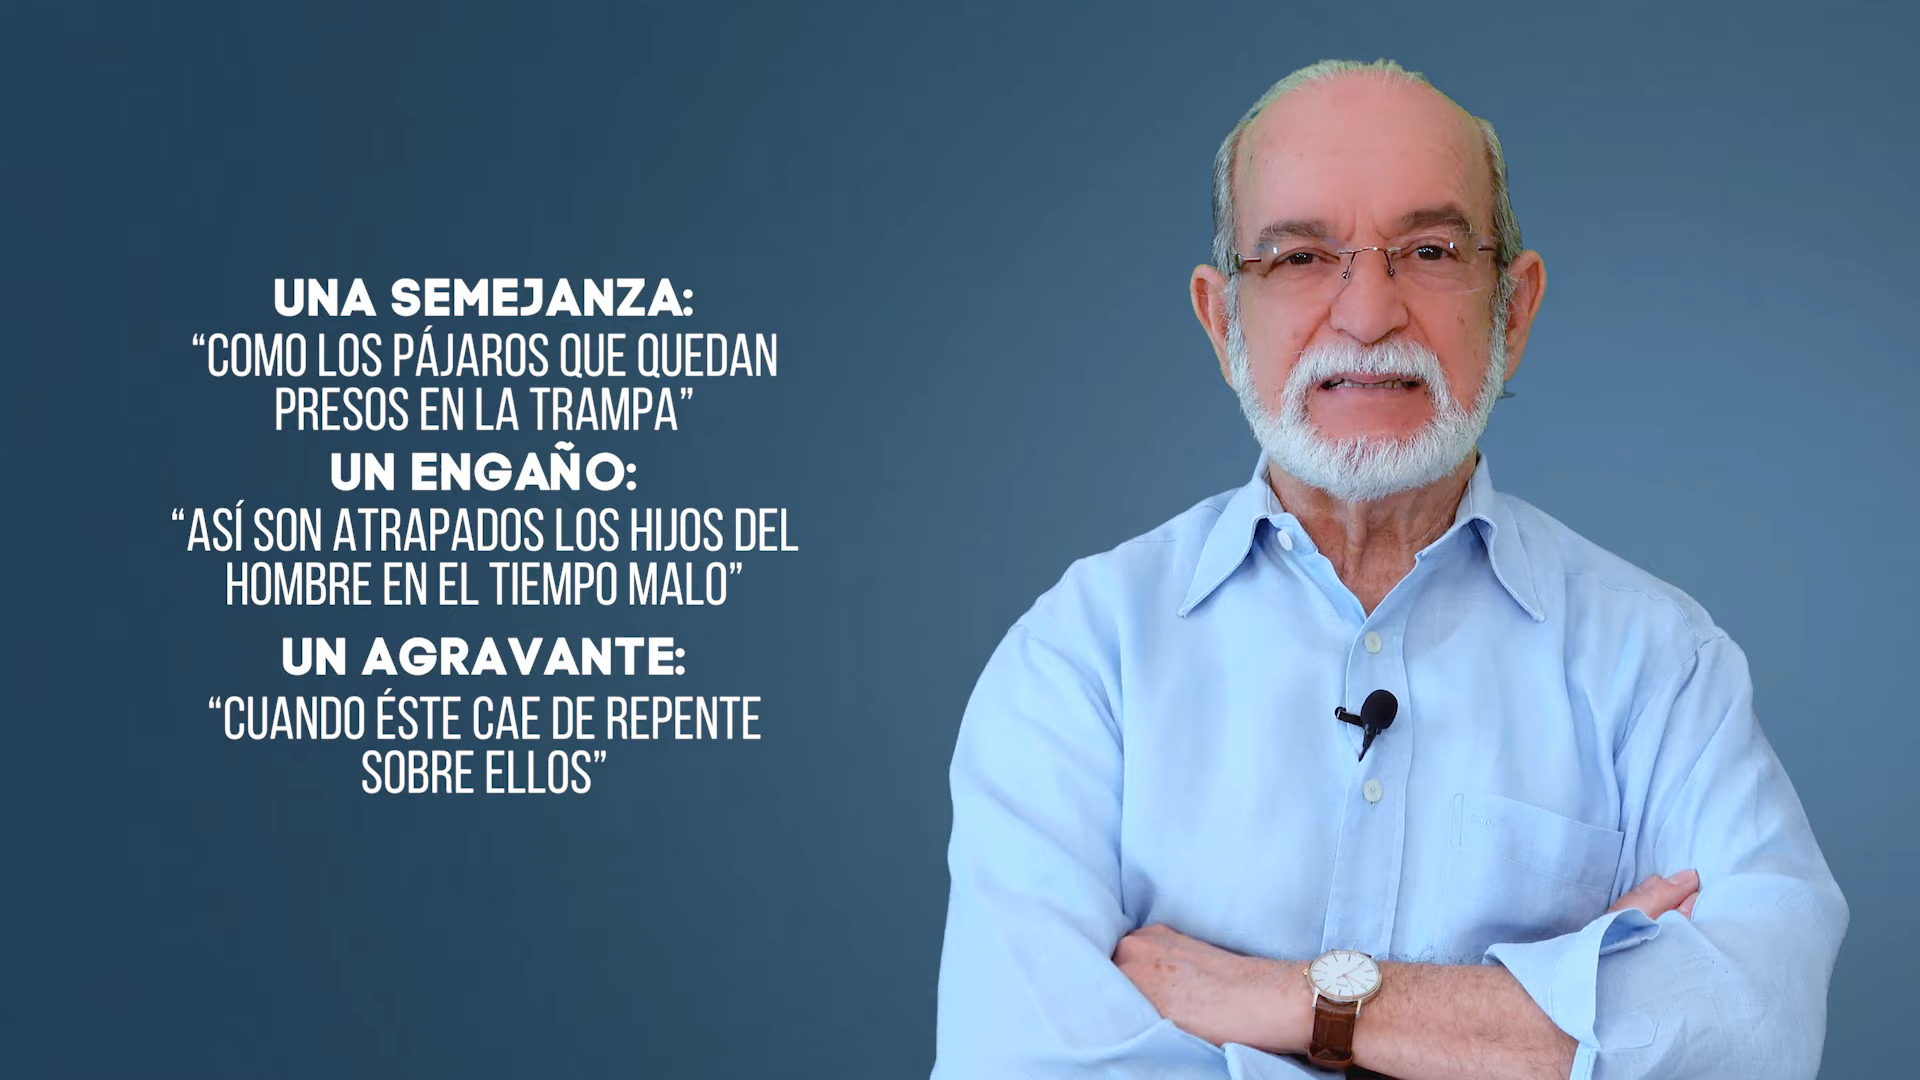 UNA SEMEJANZA:
“COMO LOS PÁJAROS QUE QUEDAN
PRESOS EN LA TRAMPA”
UN ENGAÑO:
“ASÍ SON ATRAPADOS LOS HIJOS DEL
HOMBRE EN EL TIEMPO MALO”
UN AGRAVANTE:
“CUANDO ÉSTE CAE DE REPENTE
SOBRE ELLOS”